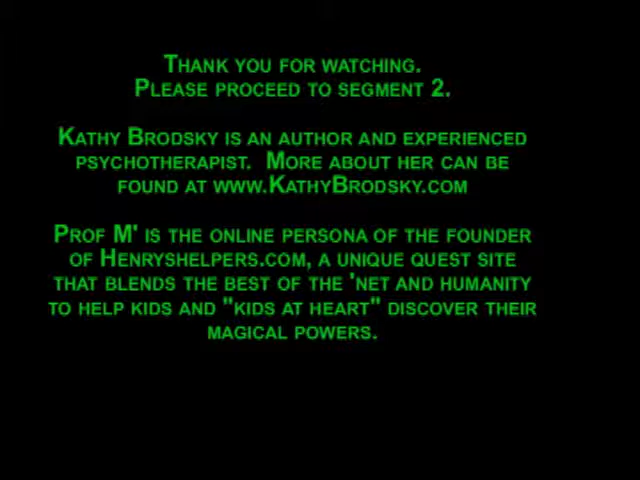 Thank you for watching.
Please proceed to segment 2.
Kathy Brodsky is an author and experienced
psychotherapist. More about her can be
found at www.KathyBrodsky.com
Prof M' is the online persona of the founder
of Henryshelpers.com, a unique quest site
that blends the best of the 'net and humanity
to help kids and "kids at heart" discover their
magical powers.